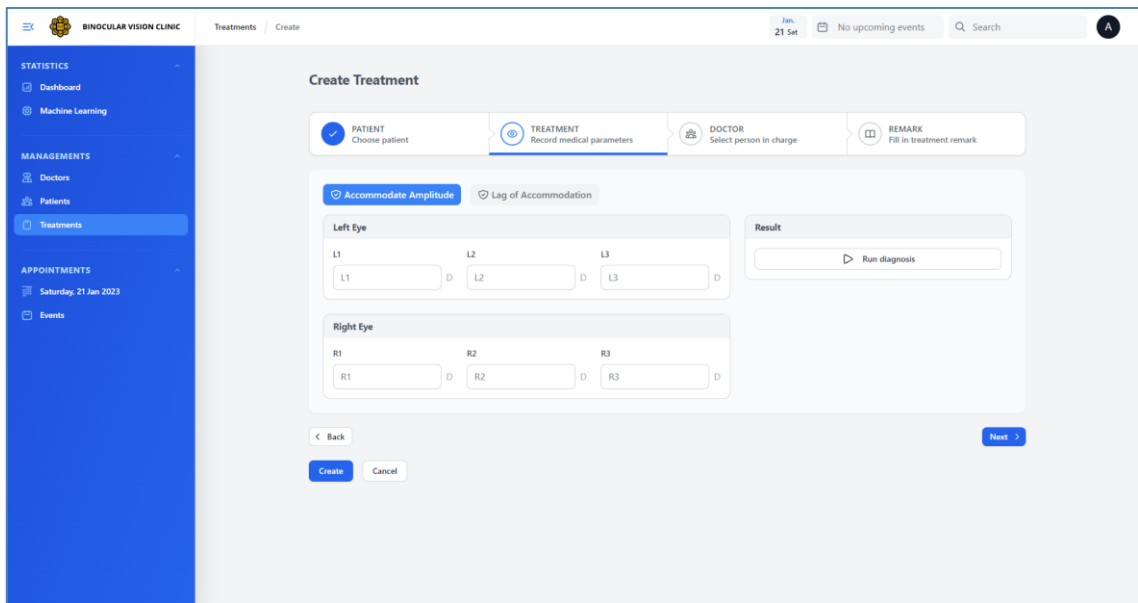 BINOCULAR VISION CLINIC
Treatments / Create
Jan.
21 Sat
No upcoming events
Search
A
STATISTICS
Dashboard
Machine Learning
MANAGEMENTS
Doctors
Patients
Treatments
APPOINTMENTS
Saturday, 21 Jan 2023
Events
Create Treatment
PATIENT
Choose patient
TREATMENT
Record medical parameters
DOCTOR
Select person in charge
REMARK
Fill in treatment remark
Accommodate Amplitude
Lag of Accommodation
Left Eye
L1 L2 L3
L1 D L2 D L3 D
Right Eye
R1 R2 R3
R1 D R2 D R3 D
Result
Run diagnosis
Back
Next
Create
Cancel